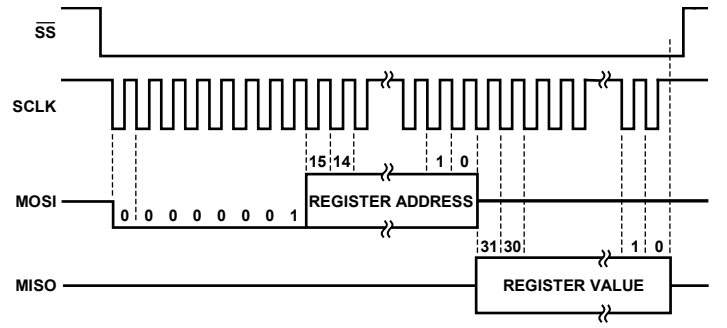 SS
SCLK
15 14 1 0
MOSI REGISTER ADDRESS
0 0 0 0 0 0 0 1
31 30 1 0
MISO REGISTER VALUE